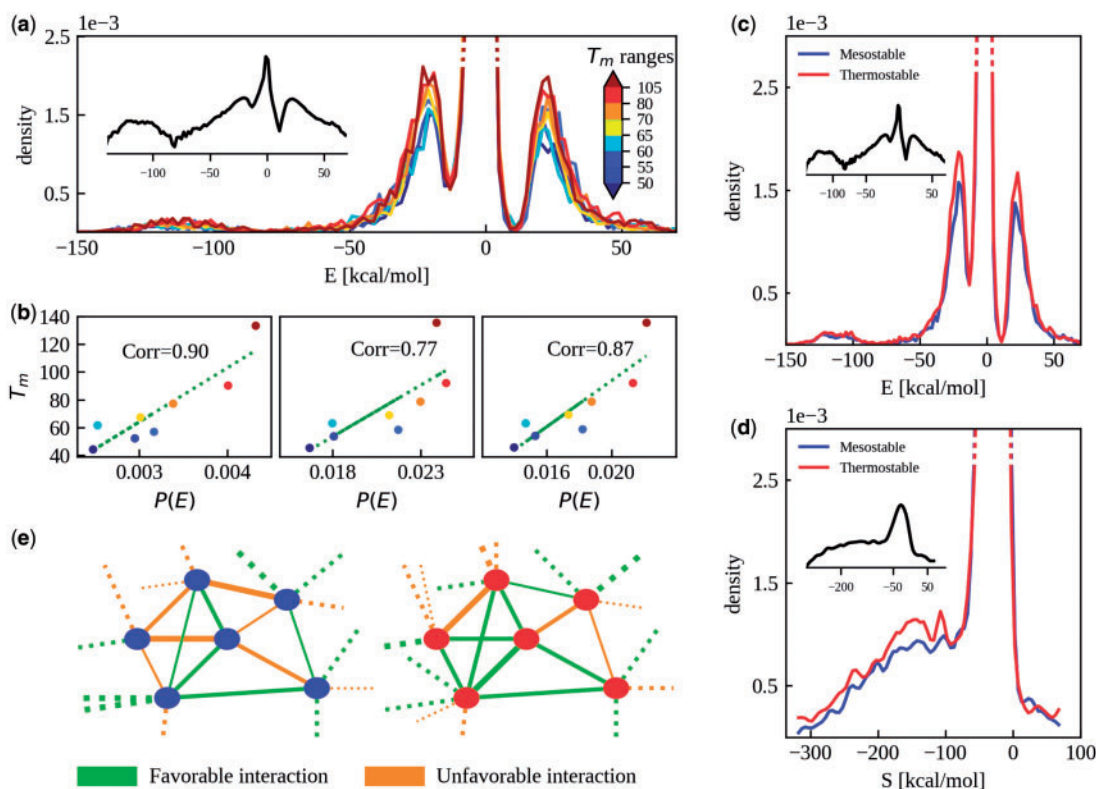 (a)
1e−3
T_m ranges
2.5
1.5
0.5
density
105
80
70
65
60
55
50
−100
−50
0
50
−150
−100
−50
0
50
E [kcal/mol]
(b)
140
120
100
80
60
40
T_m
Corr=0.90
Corr=0.77
Corr=0.87
0.003
0.004
0.018
0.023
0.016
0.020
P(E)
P(E)
P(E)
(c)
1e−3
Mesostable
Thermostable
2.5
1.5
0.5
density
−100
−50
0
50
−150
−100
−50
0
50
E [kcal/mol]
(d)
1e−3
Mesostable
Thermostable
2.5
1.5
0.5
density
−200
−50
50
−300
−200
−100
0
100
S [kcal/mol]
(e)
Favorable interaction
Unfavorable interaction